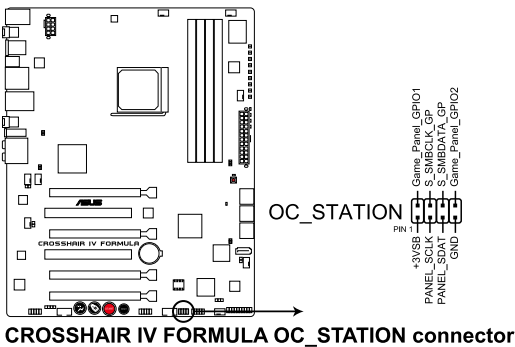 Game_Panel_GPIO1
S_SMBCLK_GP
S_SMBDATA_GP
Game_Panel_GPIO2
OC_STATION
PIN 1
+3VSB
PANEL_SCLK
PANEL_SDAT
GND
ASUS
CROSSHAIR IV FORMULA
CROSSHAIR IV FORMULA OC_STATION connector